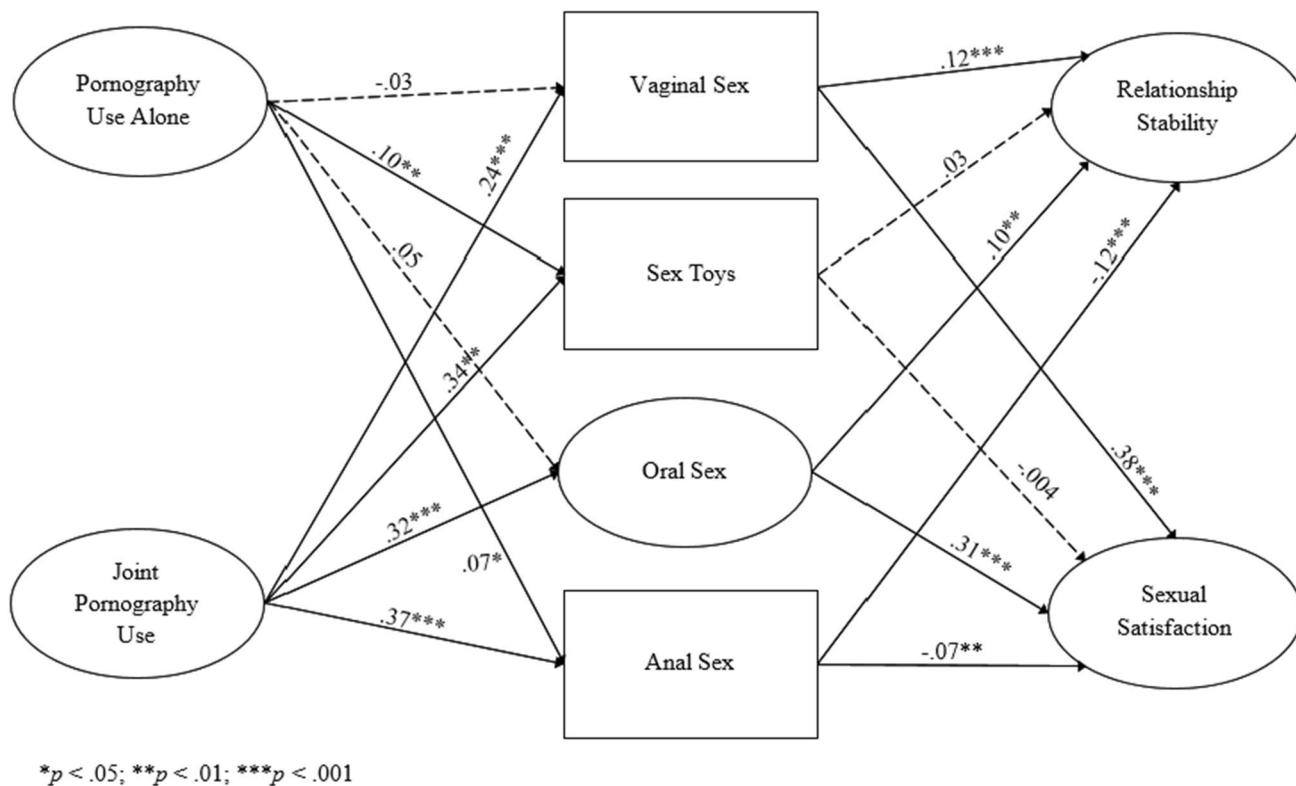 Pornography
Use Alone
Joint
Pornography
Use
Vaginal Sex
Sex Toys
Oral Sex
Anal Sex
Relationship
Stability
Sexual
Satisfaction
-.03
.10**
.05
.07*
.24***
.34**
.32***
.37***
.12***
.38***
.03
-.004
.10**
.31***
-.12***
-.07**
*p < .05; **p < .01; ***p < .001